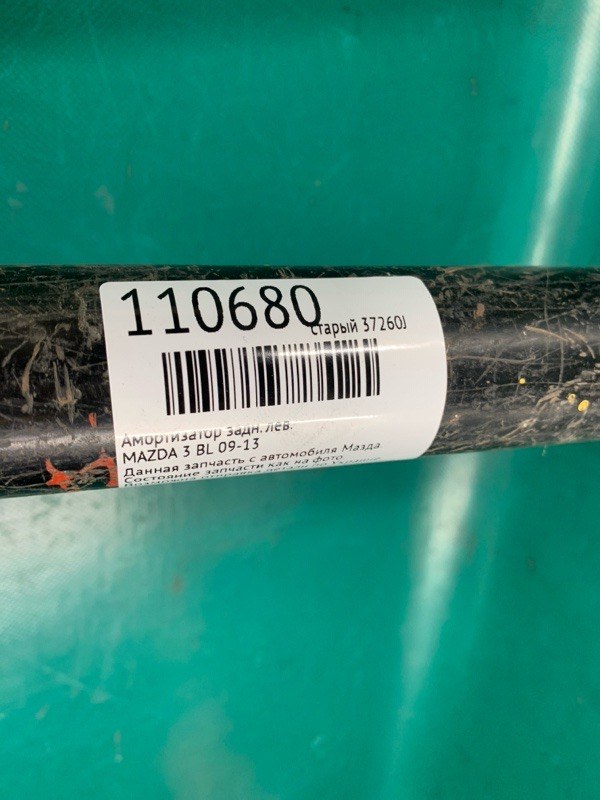 110680
старый 37260J
Амортизатор задн. лев.
MAZDA 3 BL 09-13
Данная запчасть с автомобиля Мазда
Состояние запчасти как на фото